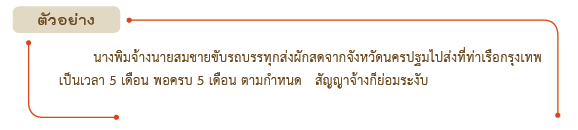 ตัวอย่าง
นางพิมจ้างนายสมชายขับรถบรรทุกส่งผักสดจากจังหวัดนครปฐมไปส่งที่ท่าเรือกรุงเทพ
เป็นเวลา 5 เดือน พอครบ 5 เดือน ตามกำหนด สัญญาจ้างก็ย่อมระงับ